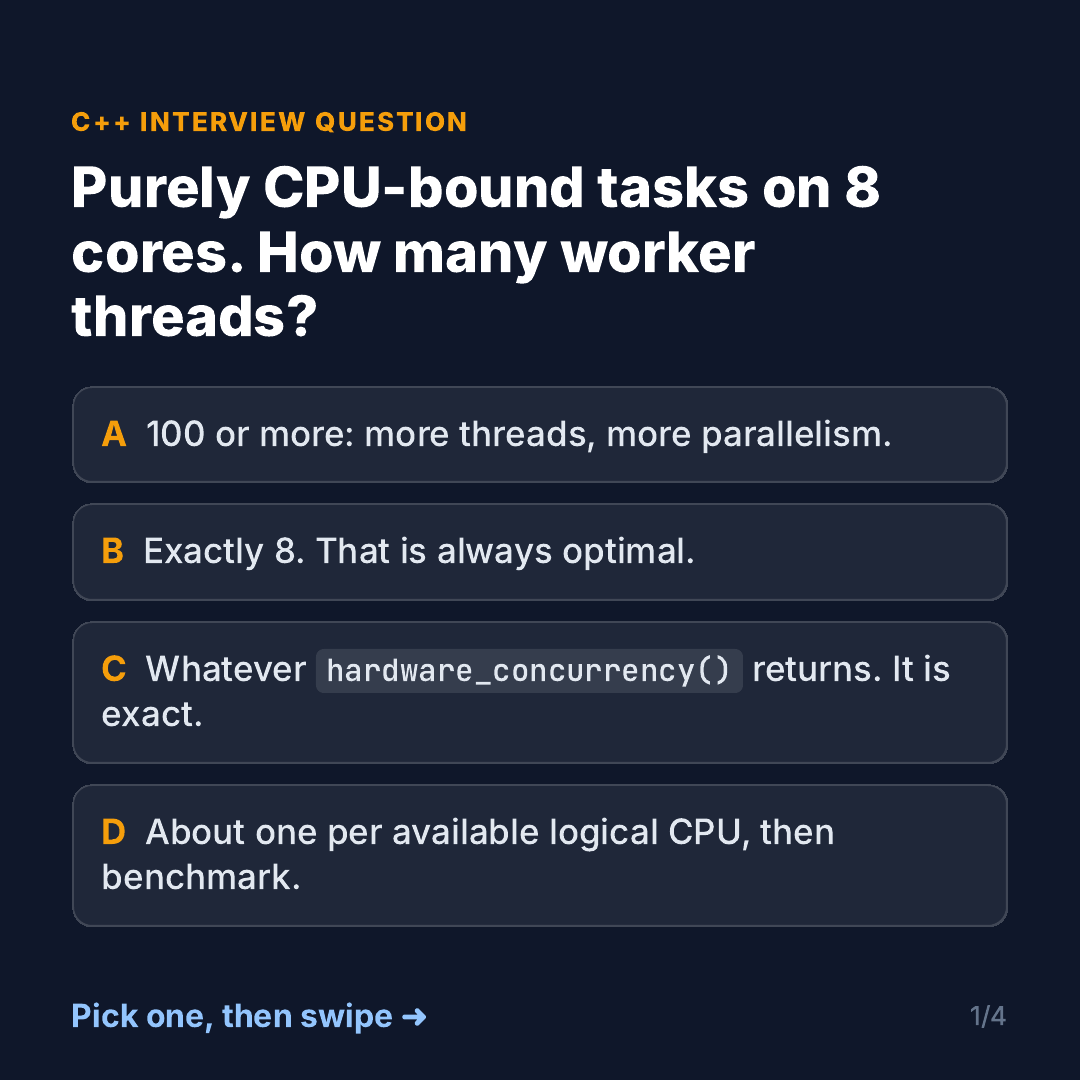 C++ INTERVIEW QUESTION
Purely CPU-bound tasks on 8
cores. How many worker
threads?
A 100 or more: more threads, more parallelism.
B Exactly 8. That is always optimal.
C Whatever hardware_concurrency() returns. It is
exact.
D About one per available logical CPU, then
benchmark.
Pick one, then swipe ➜
1/4